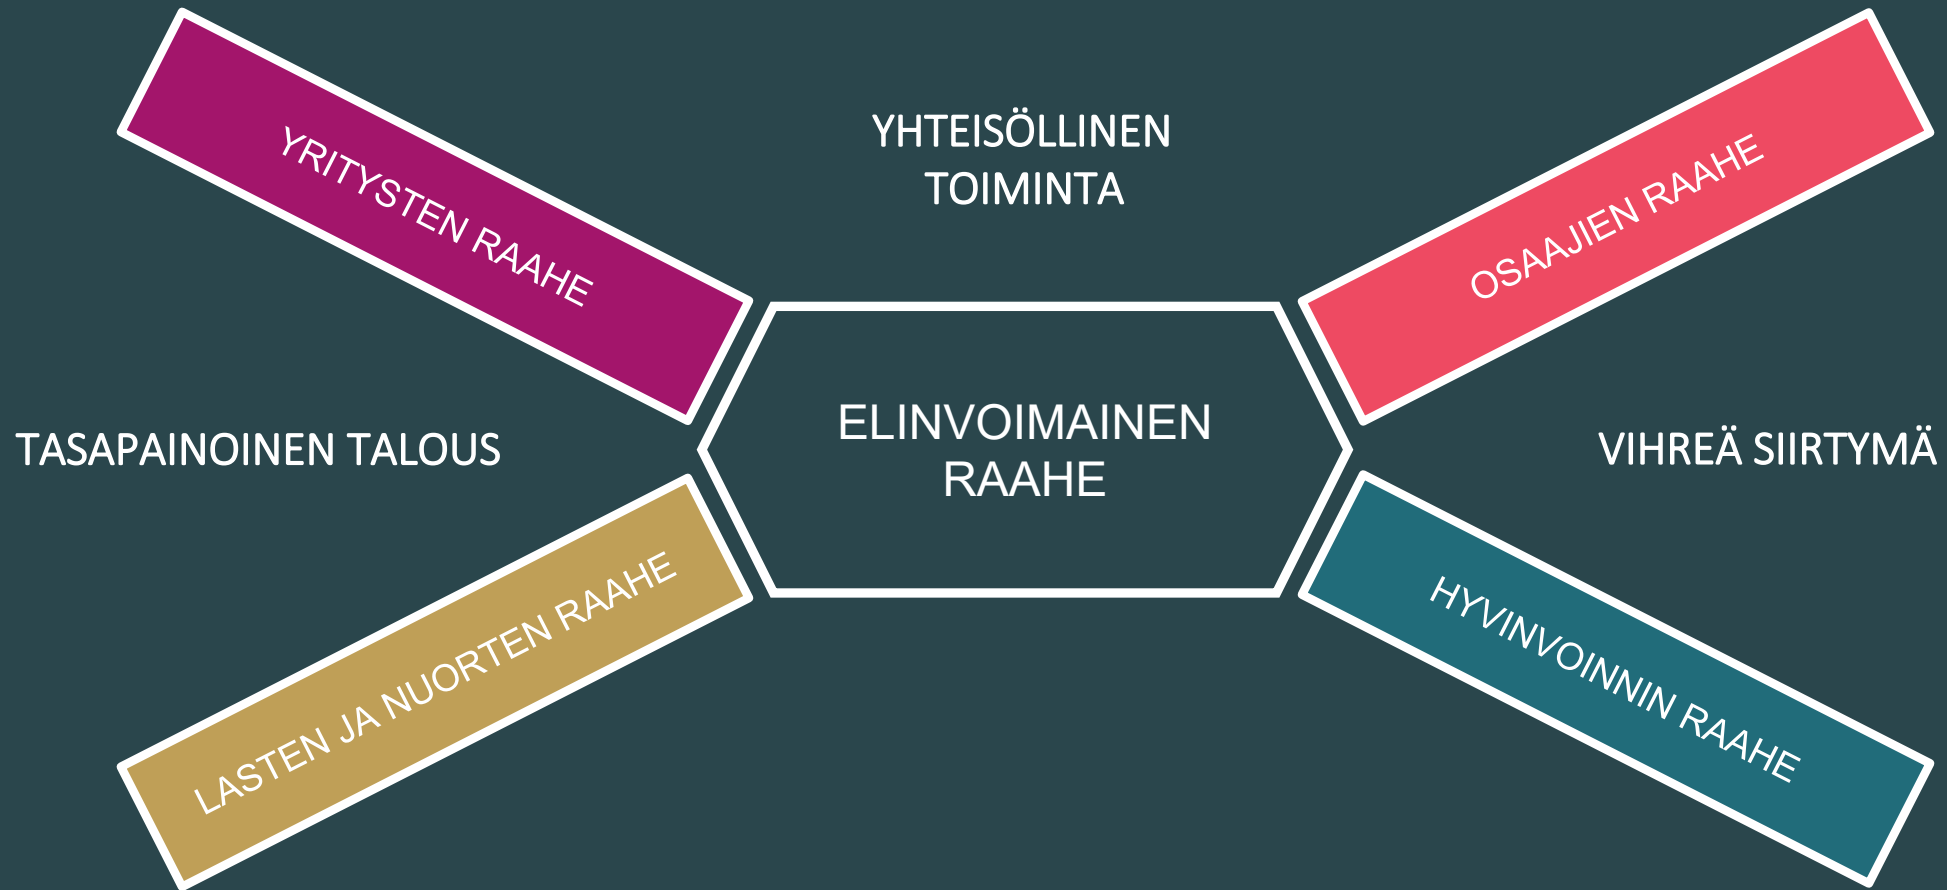 YRITYSTEN RAAHE
YHTEISÖLLINEN
TOIMINTA
OSAAJIEN RAAHE
TASAPAINOINEN TALOUS
ELINVOIMAINEN
RAAHE
VIHREÄ SIIRTYMÄ
LASTEN JA NUORTEN RAAHE
HYVINVOINNIN RAAHE